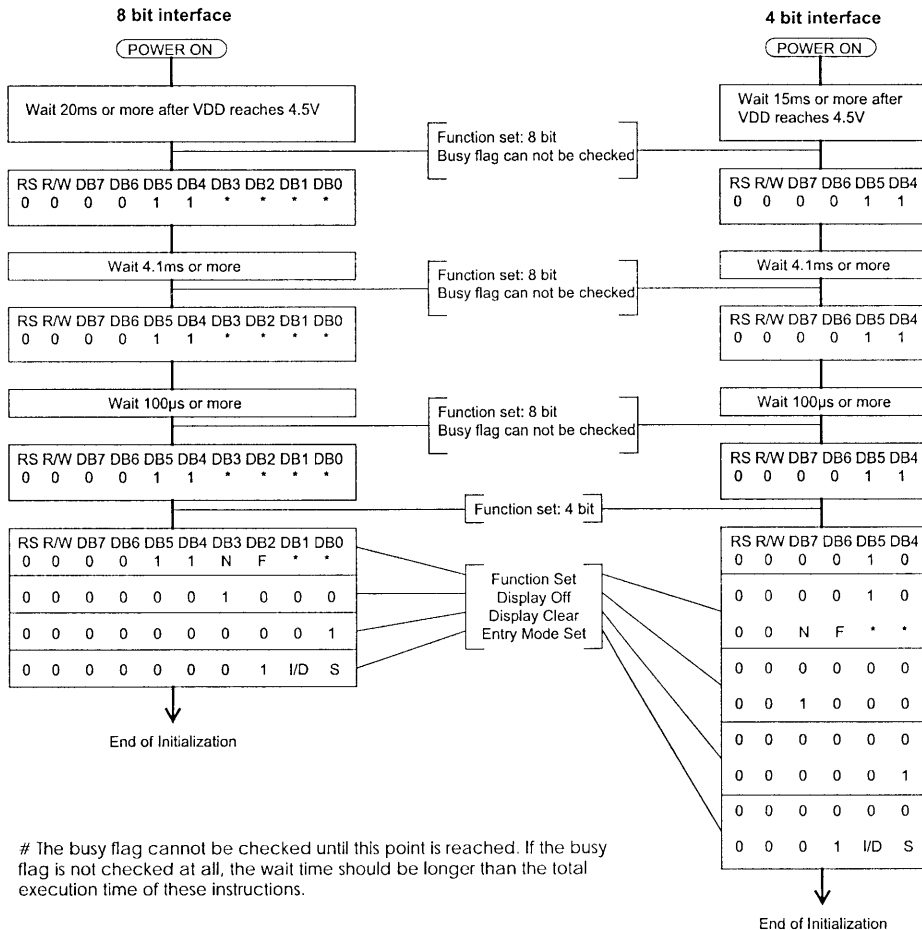 8 bit interface
POWER ON
Wait 20ms or more after VDD reaches 4.5V
RS R/W DB7 DB6 DB5 DB4 DB3 DB2 DB1 DB0
0 0 0 0 1 1 * * * *
Wait 4.1ms or more
RS R/W DB7 DB6 DB5 DB4 DB3 DB2 DB1 DB0
0 0 0 0 1 1 * * * *
Wait 100µs or more
RS R/W DB7 DB6 DB5 DB4 DB3 DB2 DB1 DB0
0 0 0 0 1 1 * * * *
RS R/W DB7 DB6 DB5 DB4 DB3 DB2 DB1 DB0
0 0 0 0 1 1 N F * *
0 0 0 0 0 0 1 0 0 0
0 0 0 0 0 0 0 0 0 1
0 0 0 0 0 0 0 1 I/D S
End of Initialization
Function set: 8 bit
Busy flag can not be checked
Function set: 8 bit
Busy flag can not be checked
Function set: 8 bit
Busy flag can not be checked
Function set: 4 bit
Function Set
Display Off
Display Clear
Entry Mode Set
4 bit interface
POWER ON
Wait 15ms or more after
VDD reaches 4.5V
RS R/W DB7 DB6 DB5 DB4
0 0 0 0 1 1
Wait 4.1ms or more
RS R/W DB7 DB6 DB5 DB4
0 0 0 0 1 1
Wait 100µs or more
RS R/W DB7 DB6 DB5 DB4
0 0 0 0 1 1
RS R/W DB7 DB6 DB5 DB4
0 0 0 0 1 0
0 0 0 0 1 0
0 0 N F * *
0 0 0 0 0 0
0 0 1 0 0 0
0 0 0 0 0 0
0 0 0 0 0 1
0 0 0 0 0 0
0 0 0 1 I/D S
End of Initialization
# The busy flag cannot be checked until this point is reached. If the busy
flag is not checked at all, the wait time should be longer than the total
execution time of these instructions.